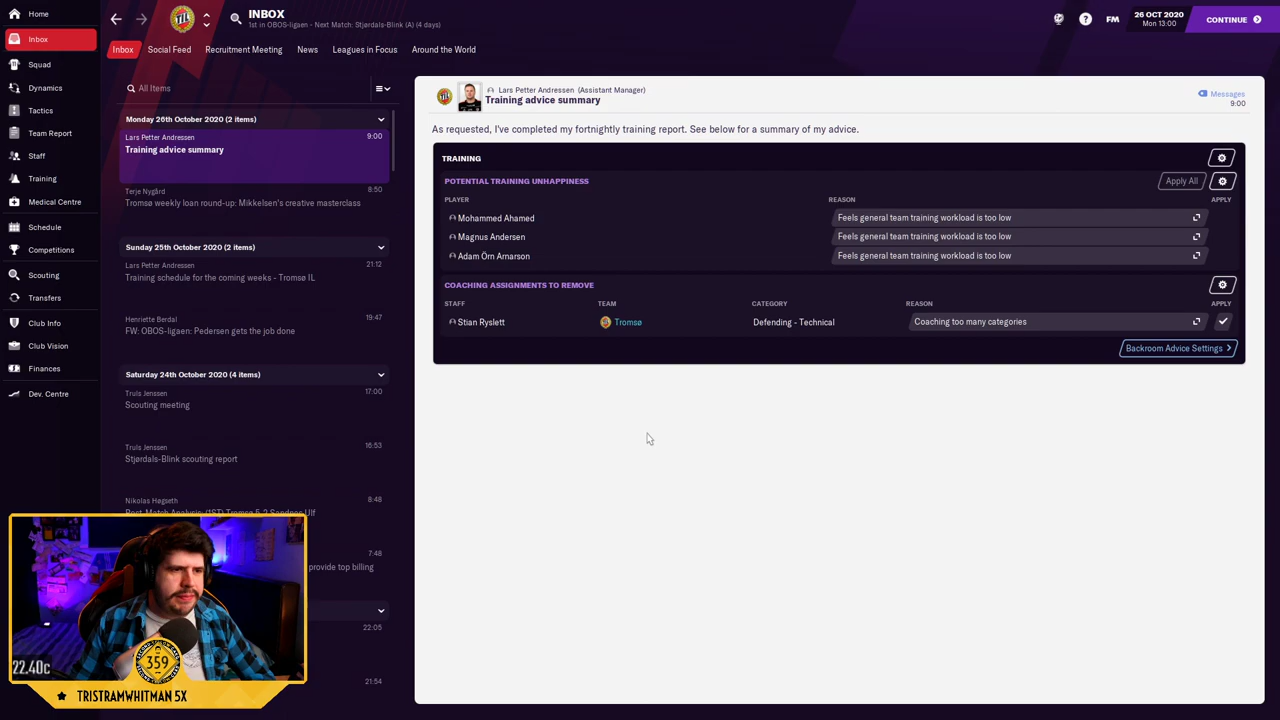 Home
INBOX
1st in OBOS-ligaen - Next Match: Stjørdals-Blink (A) (4 days)
FM
26 OCT 2020
Mon 13:00
CONTINUE
Inbox
Squad
Dynamics
Tactics
Team Report
Staff
Training
Medical Centre
Schedule
Competitions
Scouting
Transfers
Club Info
Club Vision
Finances
Dev. Centre
Inbox Social Feed Recruitment Meeting News Leagues in Focus Around the World
All Items
Monday 26th October 2020 (2 items)
Lars Petter Andressen 9:00
Training advice summary
Terje Nygård 8:50
Tromsø weekly loan round-up: Mikkelsen's creative masterclass
Sunday 25th October 2020 (2 items)
Lars Petter Andressen 21:12
Training schedule for the coming weeks - Tromsø IL
Henriette Berdal 19:47
FW: OBOS-ligaen: Pedersen gets the job done
Saturday 24th October 2020 (4 items)
Truls Jenssen 17:00
Scouting meeting
Truls Jenssen 16:53
Stjørdals-Blink scouting report
Nikolas Høgseth 8:48
Post-Match Analysis: (1ST) Tromsø 5-2 Sandnes Ulf
7:48
provide top billing
22:05
21:54
Lars Petter Andressen (Assistant Manager)
Training advice summary
Messages
9:00
As requested, I've completed my fortnightly training report. See below for a summary of my advice.
TRAINING
POTENTIAL TRAINING UNHAPPINESS Apply All
PLAYER REASON APPLY
Mohammed Ahamed Feels general team training workload is too low
Magnus Andersen Feels general team training workload is too low
Adam Örn Arnarson Feels general team training workload is too low
COACHING ASSIGNMENTS TO REMOVE
STAFF TEAM CATEGORY REASON APPLY
Stian Ryslett Tromsø Defending - Technical Coaching too many categories
Backroom Advice Settings
359
22.40c
TRISTRAMWHITMAN 5X